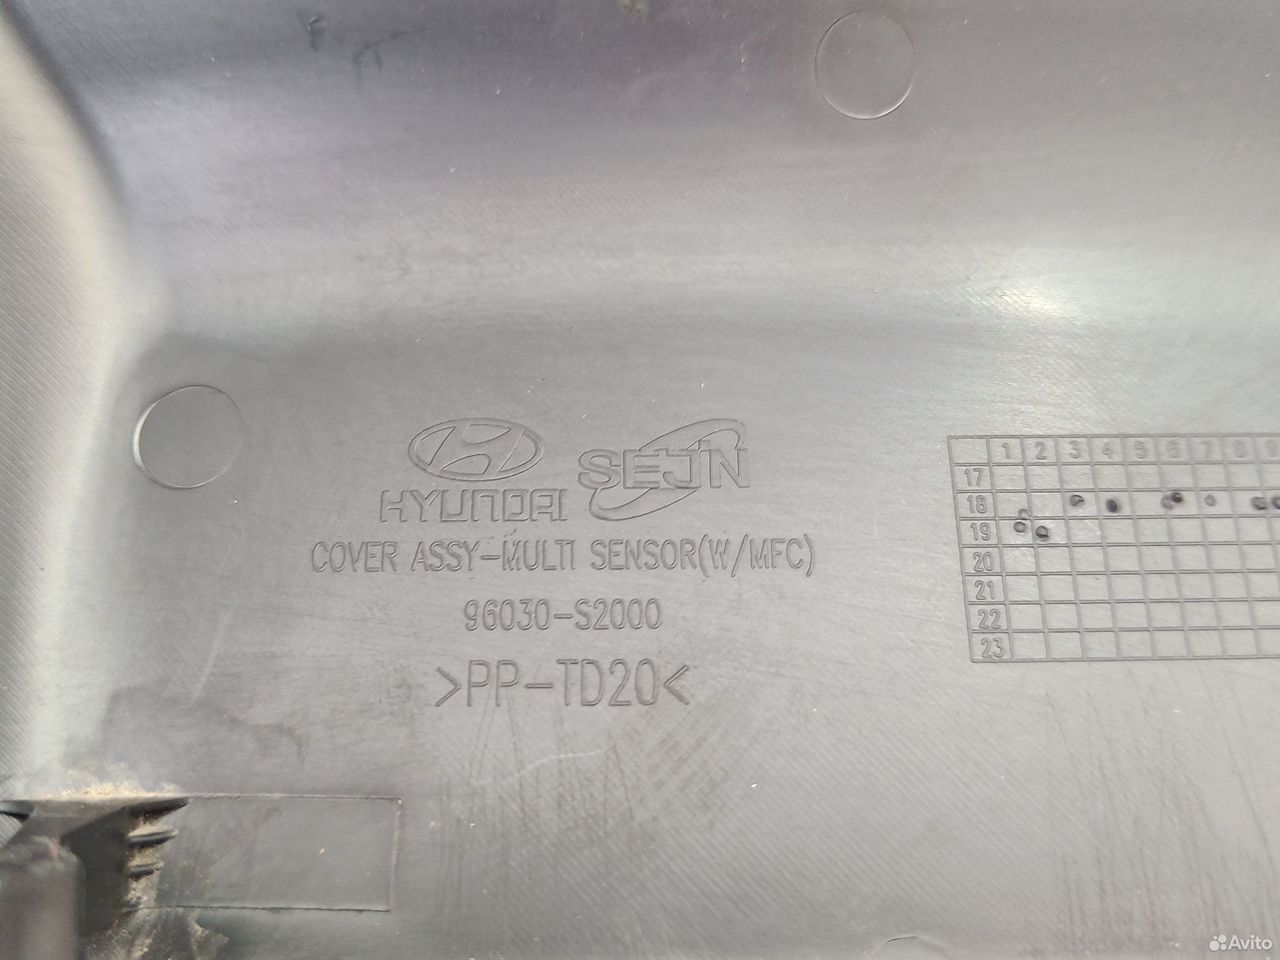 HYUNDAI SEJIN
COVER ASSY-MULTI SENSOR(W/MFC)
96030-S2000
>PP-TD20<
1 2 3 4 5 6 7 8 9
17
18
19
20
21
22
23
Avito